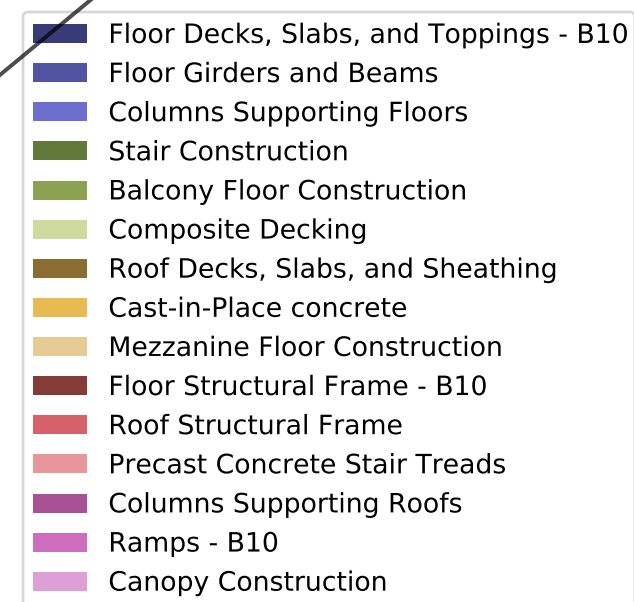 Floor Decks, Slabs, and Toppings - B10
Floor Girders and Beams
Columns Supporting Floors
Stair Construction
Balcony Floor Construction
Composite Decking
Roof Decks, Slabs, and Sheathing
Cast-in-Place concrete
Mezzanine Floor Construction
Floor Structural Frame - B10
Roof Structural Frame
Precast Concrete Stair Treads
Columns Supporting Roofs
Ramps - B10
Canopy Construction